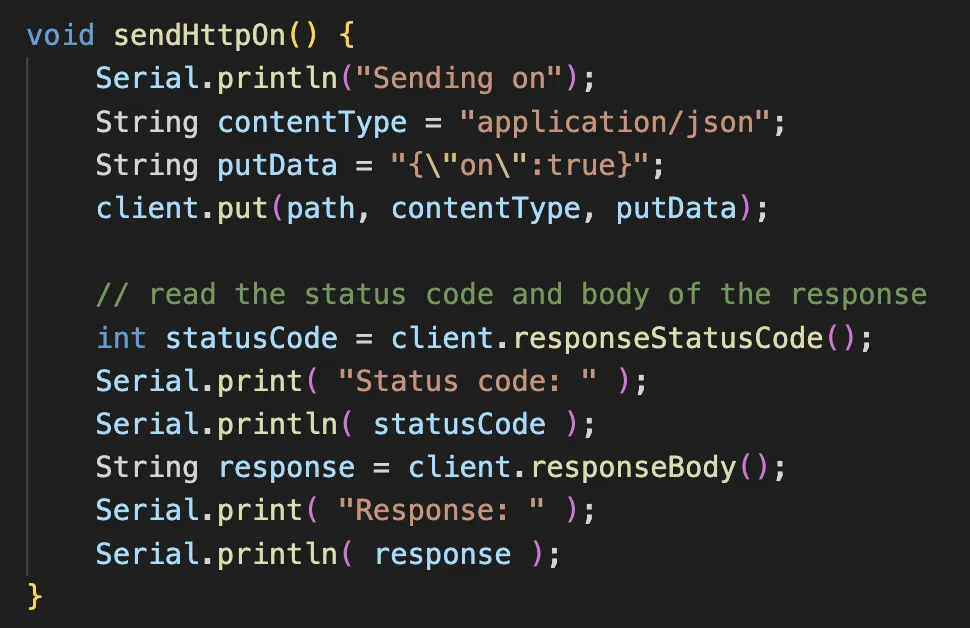 void sendHttpOn() {
    Serial.println("Sending on");
    String contentType = "application/json";
    String putData = "{\"on\":true}";
    client.put(path, contentType, putData);

    // read the status code and body of the response
    int statusCode = client.responseStatusCode();
    Serial.print( "Status code: " );
    Serial.println( statusCode );
    String response = client.responseBody();
    Serial.print( "Response: " );
    Serial.println( response );
}